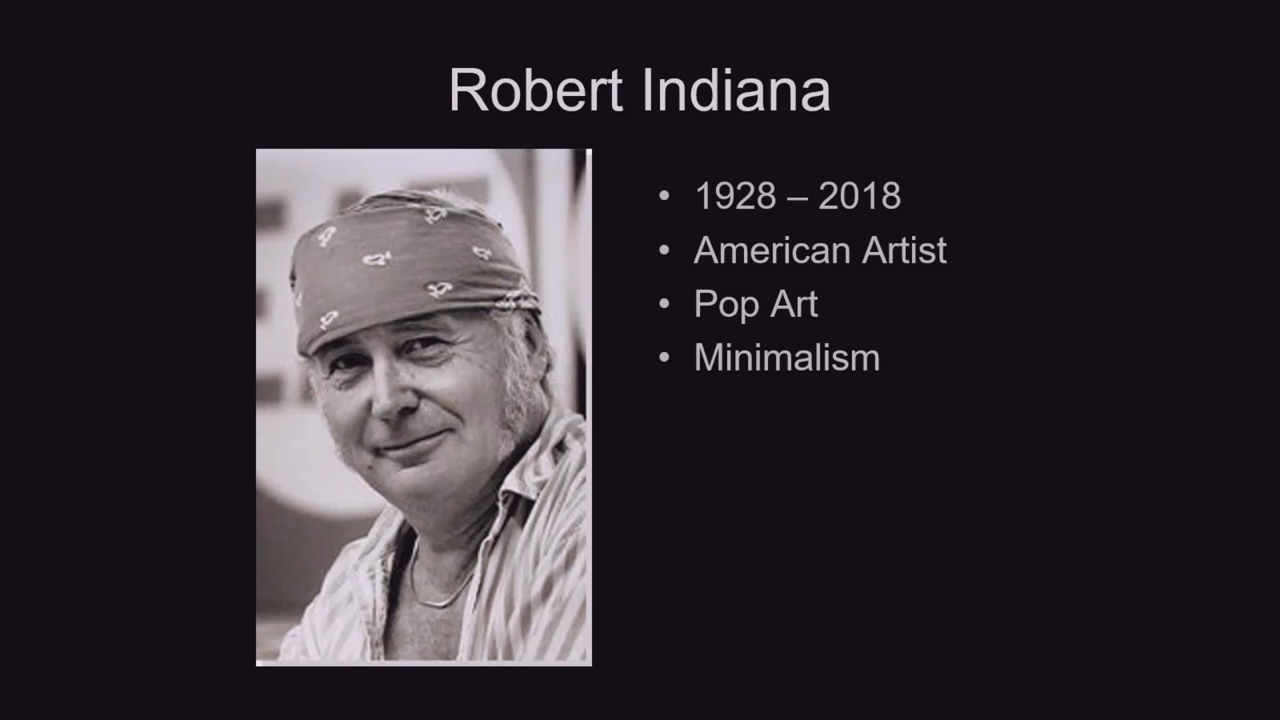 Robert Indiana
• 1928 – 2018
• American Artist
• Pop Art
• Minimalism